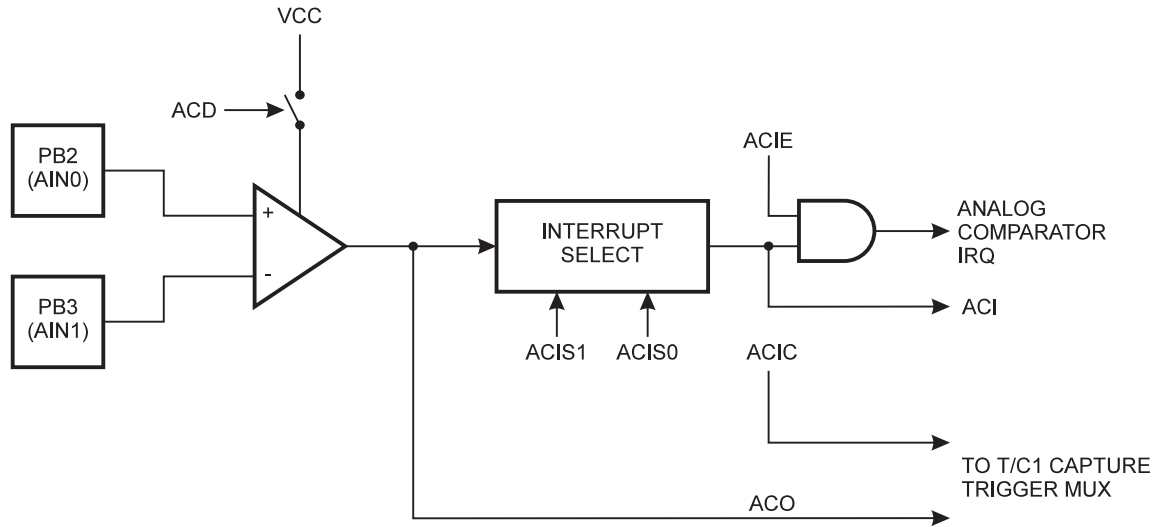 VCC
ACD
PB2
(AIN0)
+
-
PB3
(AIN1)
INTERRUPT
SELECT
ACIS1
ACIS0
ACIE
ANALOG
COMPARATOR
IRQ
ACI
ACIC
TO T/C1 CAPTURE
TRIGGER MUX
ACO